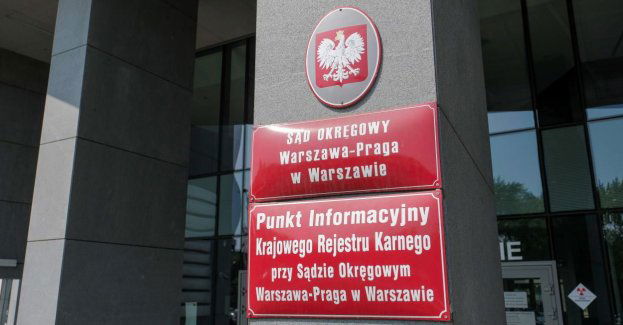 SĄD OKRĘGOWY
Warszawa-Praga
w Warszawie
Punkt Informacyjny
Krajowego Rejestru Karnego
przy Sądzie Okręgowym
Warszawa-Praga w Warszawie